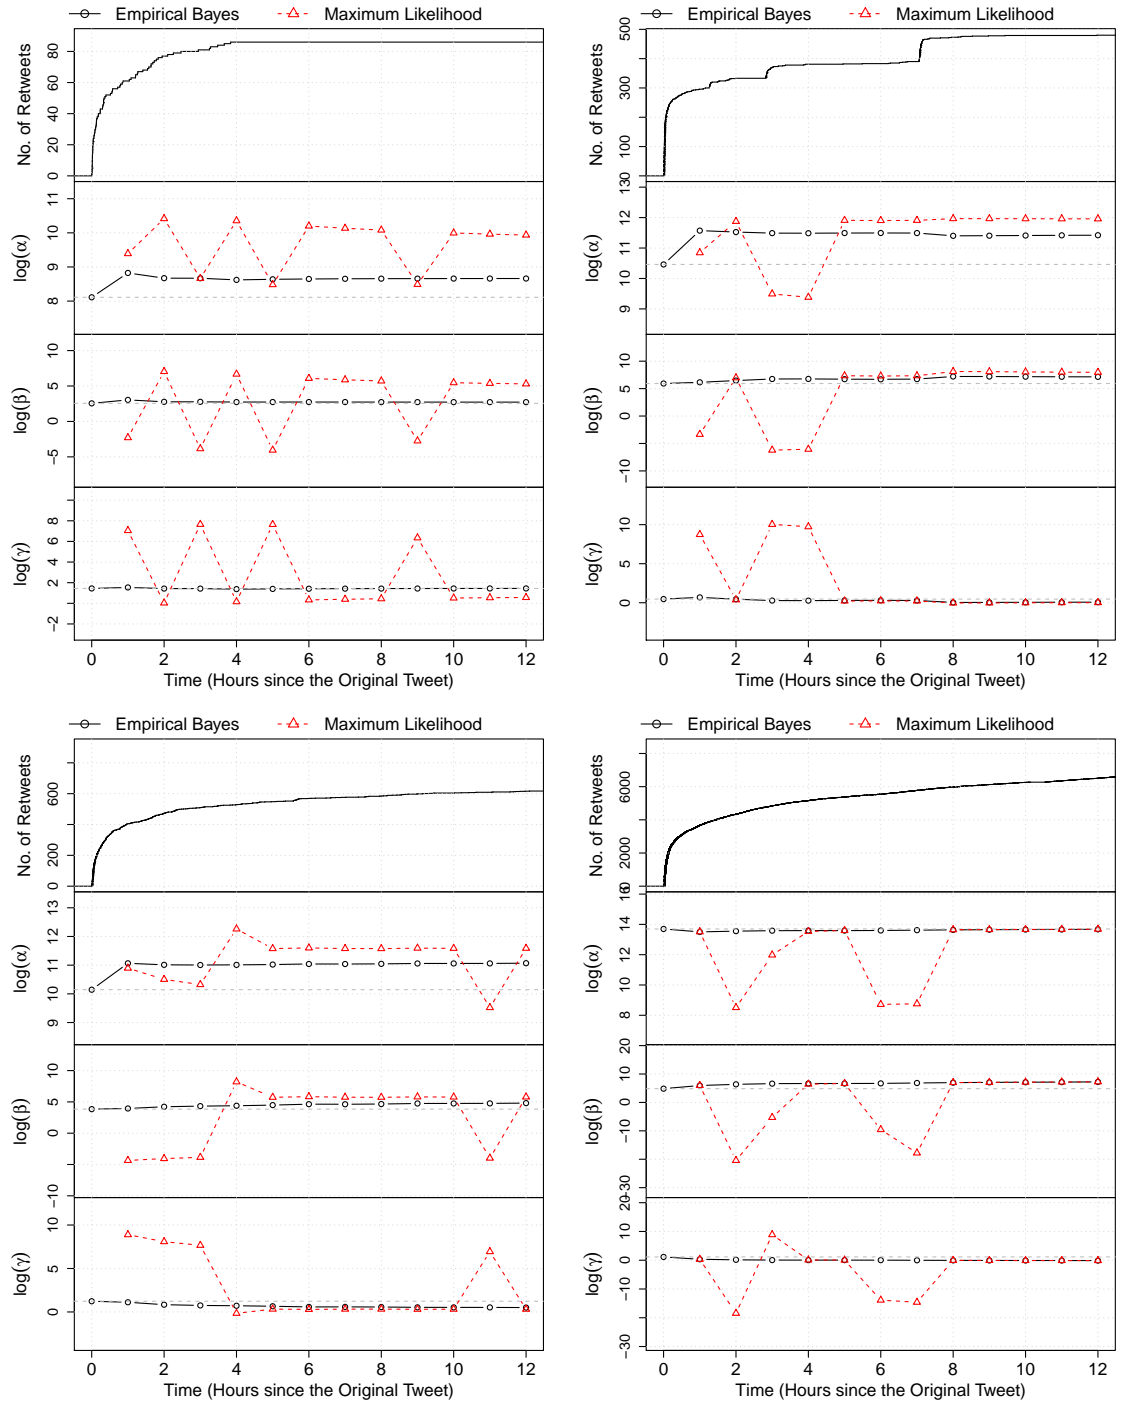 Empirical Bayes Maximum Likelihood
No. of Retweets
0 20 40 60 80
log(α)
8 9 10 11
log(β)
−5 0 5 10
log(γ)
−2 2 4 6 8
0 2 4 6 8 10 12
Time (Hours since the Original Tweet)
Empirical Bayes Maximum Likelihood
No. of Retweets
100 300 500
log(α)
9 10 11 12 13
log(β)
−10 0 5 10
log(γ)
0 5 10
0 2 4 6 8 10 12
Time (Hours since the Original Tweet)
Empirical Bayes Maximum Likelihood
No. of Retweets
0 200 600
log(α)
9 10 11 12 13
log(β)
−10 0 5 10
log(γ)
0 5 10
0 2 4 6 8 10 12
Time (Hours since the Original Tweet)
Empirical Bayes Maximum Likelihood
No. of Retweets
2000 6000
log(α)
8 10 12 14 16
log(β)
−30 −10 0 10 20
log(γ)
−30 −10 0 10 20
0 2 4 6 8 10 12
Time (Hours since the Original Tweet)